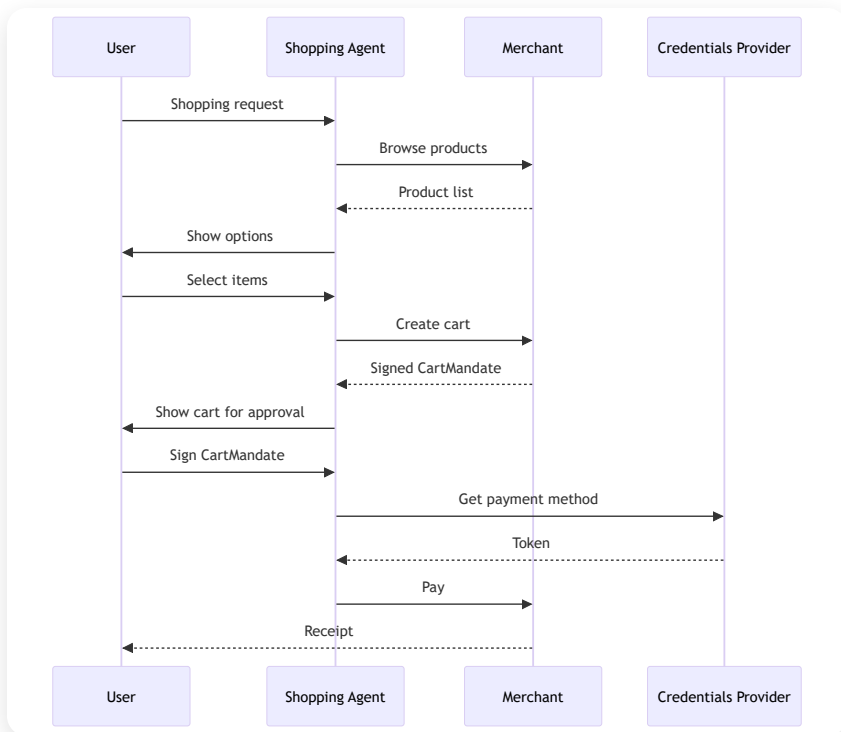 User
Shopping Agent
Merchant
Credentials Provider
Shopping request
Browse products
Product list
Show options
Select items
Create cart
Signed CartMandate
Show cart for approval
Sign CartMandate
Get payment method
Token
Pay
Receipt
User
Shopping Agent
Merchant
Credentials Provider